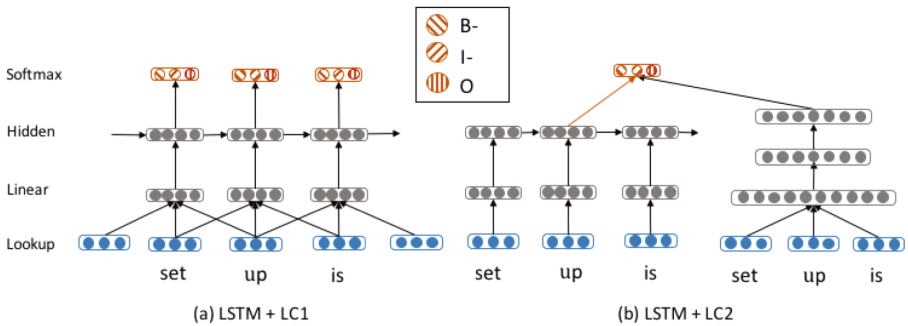 B-
I-
O
Softmax
Hidden
Linear
Lookup
set up is
set up is
set up is
(a) LSTM + LC1
(b) LSTM + LC2